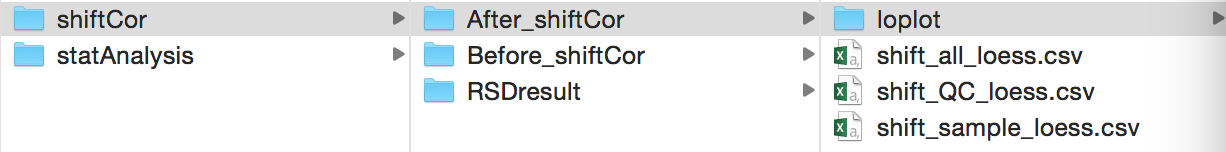 shiftCor After_shiftCor loplot
statAnalysis Before_shiftCor shift_all_loess.csv
RSDresult shift_QC_loess.csv
shift_sample_loess.csv